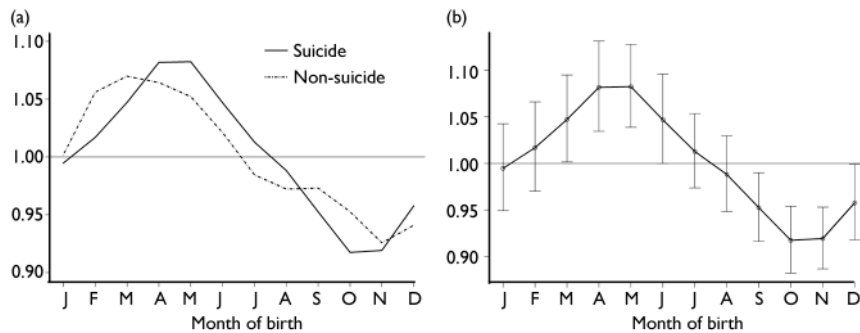 (a)
1.10
1.05
1.00
0.95
0.90
Suicide
Non-suicide
J F M A M J J A S O N D
Month of birth
(b)
1.10
1.05
1.00
0.95
0.90
J F M A M J J A S O N D
Month of birth